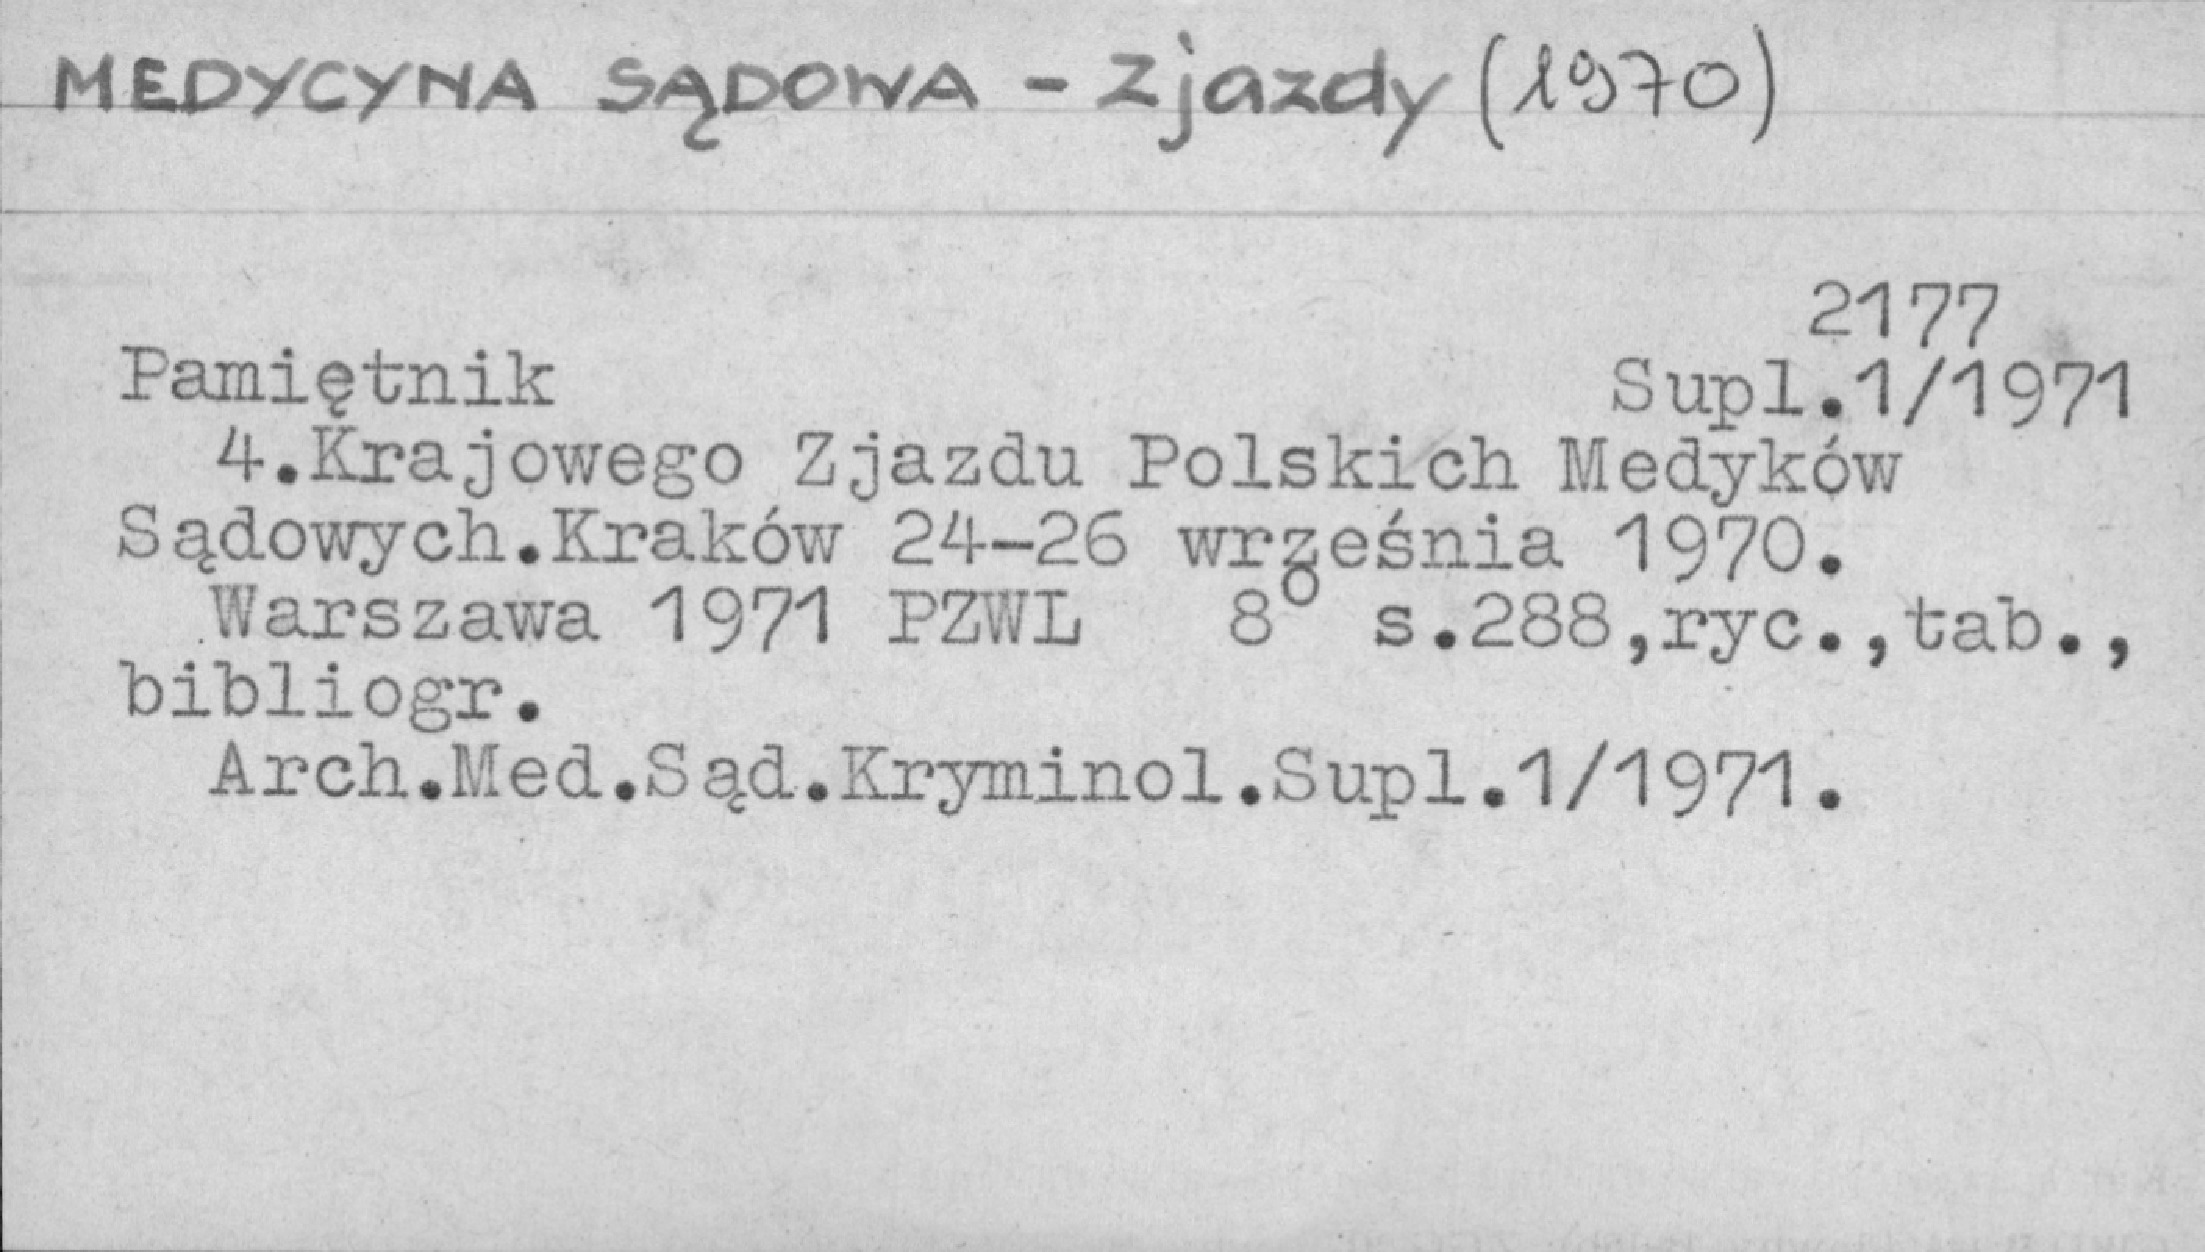 MEDYCYNA SĄDOWA - Zjazdy (1970)
2177
Pamiętnik Supl.1/1971
4.Krajowego Zjazdu Polskich Medyków
Sądowych.Kraków 24-26 września 1970.
Warszawa 1971 PZWL 8° s.288,ryc.,tab.,
bibliogr.
Arch.Med.Sąd.Kryminol.Supl.1/1971.